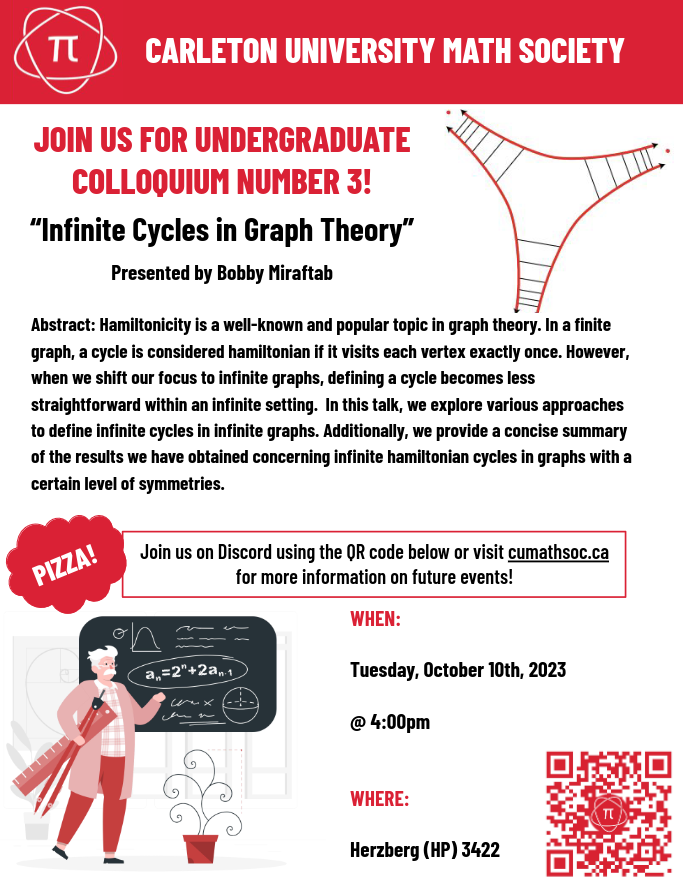 π
CARLETON UNIVERSITY MATH SOCIETY
JOIN US FOR UNDERGRADUATE
COLLOQUIUM NUMBER 3!
“Infinite Cycles in Graph Theory”
Presented by Bobby Miraftab
Abstract: Hamiltonicity is a well-known and popular topic in graph theory. In a finite
graph, a cycle is considered hamiltonian if it visits each vertex exactly once. However,
when we shift our focus to infinite graphs, defining a cycle becomes less
straightforward within an infinite setting.  In this talk, we explore various approaches
to define infinite cycles in infinite graphs. Additionally, we provide a concise summary
of the results we have obtained concerning infinite hamiltonian cycles in graphs with a
certain level of symmetries.
PIZZA!
Join us on Discord using the QR code below or visit cumathsoc.ca
for more information on future events!
aₙ=2ⁿ+2aₙ₋₁
WHEN:
Tuesday, October 10th, 2023
@ 4:00pm
WHERE:
Herzberg (HP) 3422
π